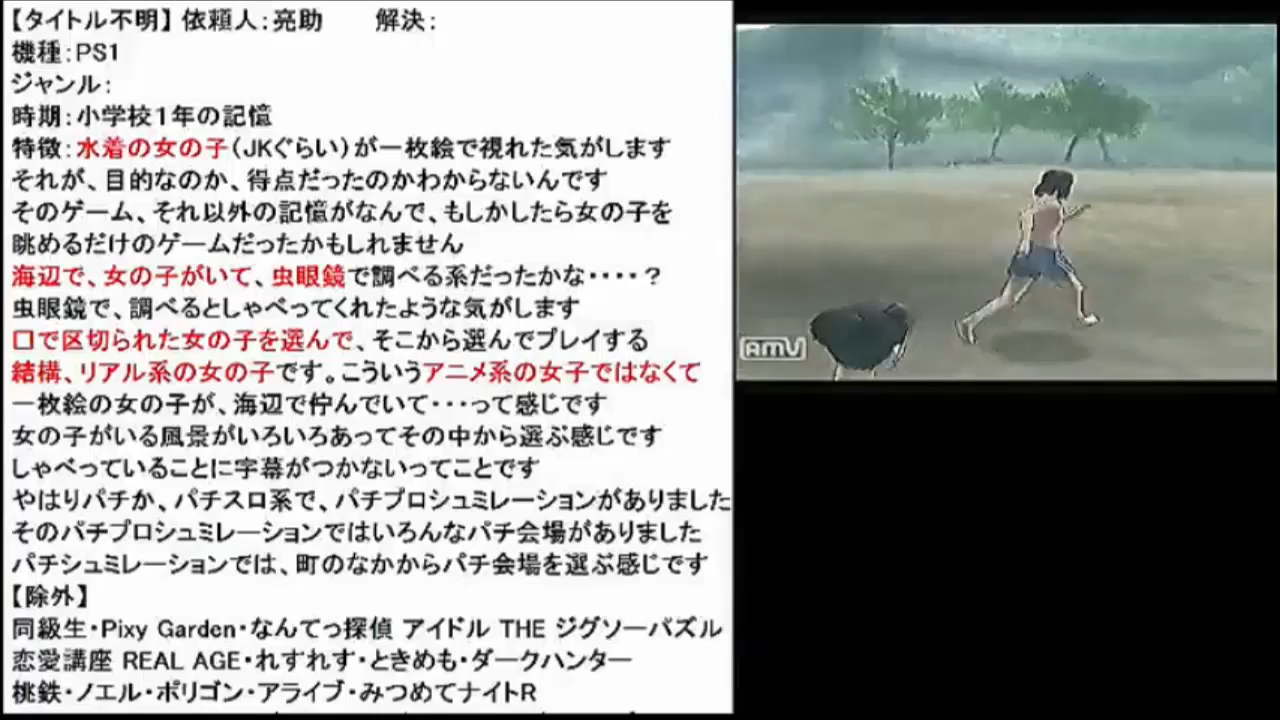 【タイトル不明】 依頼人：亮助　　解決：
機種：PS1
ジャンル：
時期：小学校１年の記憶
特徴：水着の女の子（JKぐらい）が一枚絵で視れた気がします
それが、目的なのか、得点だったのかわからないんです
そのゲーム、それ以外の記憶がなんで、もしかしたら女の子を
眺めるだけのゲームだったかもしれません
海辺で、女の子がいて、虫眼鏡で調べる系だったかな・・・・？
虫眼鏡で、調べるとしゃべってくれたような気がします
口で区切られた女の子を選んで、そこから選んでプレイする
結構、リアル系の女の子です。こういうアニメ系の女子ではなくて
一枚絵の女の子が、海辺で佇んでいて・・・って感じです
女の子がいる風景がいろいろあってその中から選ぶ感じです
しゃべっていることに字幕がつかないってことです
やはりパチか、パチスロ系で、パチプロシュミレーションがありました
そのパチプロシュミレーションではいろんなパチ会場がありました
パチシュミレーションでは、町のなかからパチ会場を選ぶ感じです
【除外】
同級生・Pixy Garden・なんてっ探偵 アイドル THE ジグソーパズル
恋愛講座 REAL AGE・れすれす・ときめも・ダークハンター
桃鉄・ノエル・ポリゴン・アライブ・みつめてナイトR
AMV